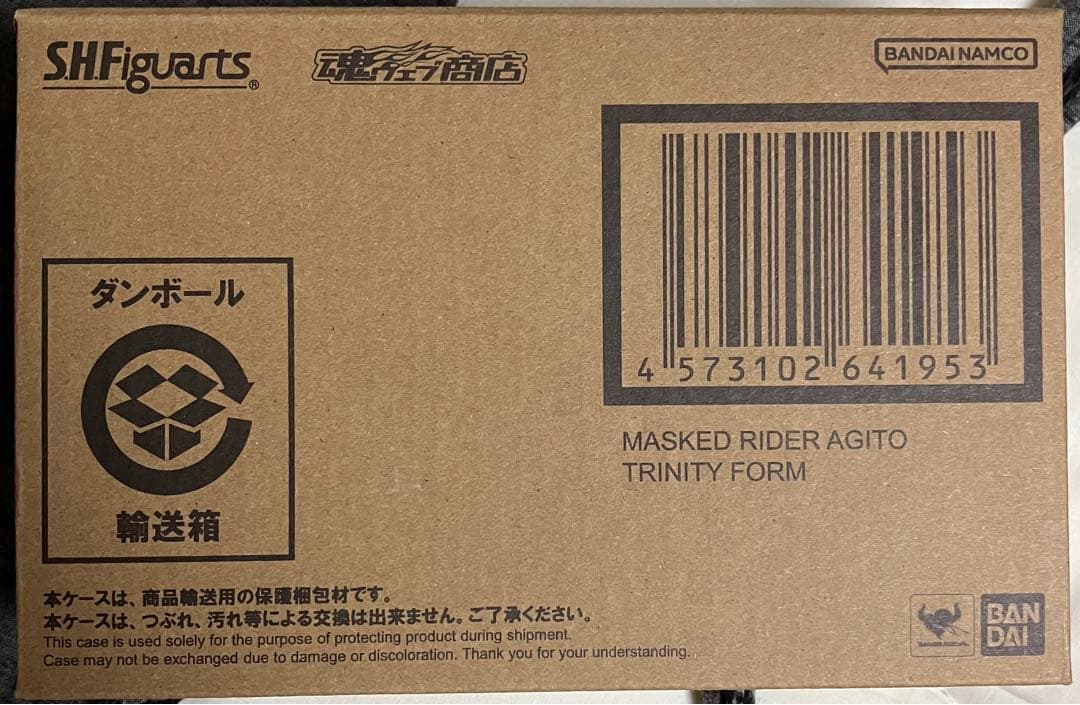 S.H.Figuarts®
魂ウェブ商店
BANDAI NAMCO
4 573102 641953
MASKED RIDER AGITO
TRINITY FORM
ダンボール
輸送箱
本ケースは、商品輸送用の保護梱包材です。
本ケースは、つぶれ、汚れ等による交換は出来ません。ご了承ください。
This case is used solely for the purpose of protecting product during shipment.
Case may not be exchanged due to damage or discoloration. Thank you for your understanding.
BAN
DAI